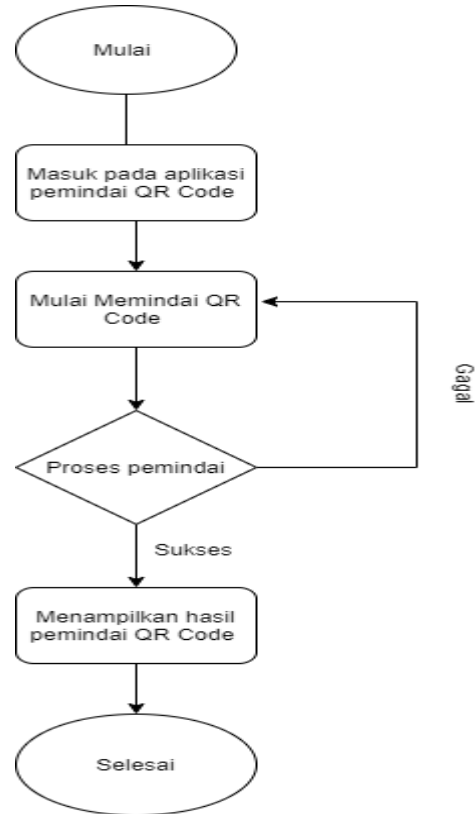 Mulai
Masuk pada aplikasi
pemindai QR Code
Mulai Memindai QR
Code
Proses pemindai
Gagal
Sukses
Menampilkan hasil
pemindai QR Code
Selesai